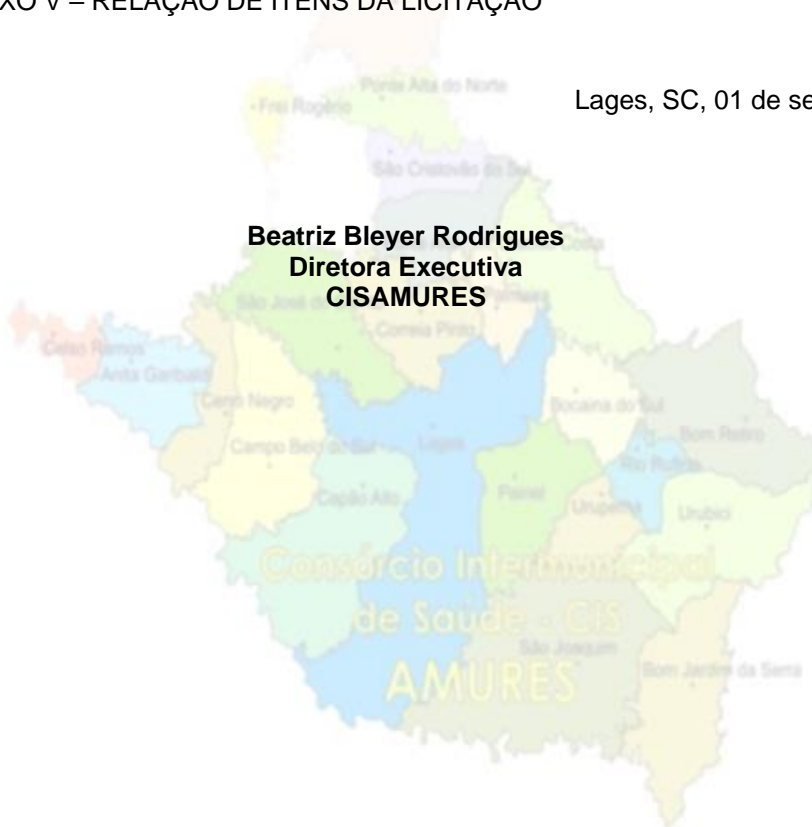 XO V – RELAÇÃO DE ITENS DA LICITAÇÃO
Ponte Alta do Norte
Frei Rogério
Lages, SC, 01 de se
São Cristovão do Sul
Beatriz Bleyer Rodrigues
Diretora Executiva
CISAMURES
São José do
Correia Pinto
Celso Ramos
Anita Garibaldi
Cerro Negro
Bocaina do Sul
Campo Belo do Sul
Lages
Bom Retiro
Rio Rufino
Capão Alto
Painel
Urupema
Urubici
Consórcio Intermunicipal
de Saúde - CIS
São Joaquim
AMURES
Bom Jardim da Serra